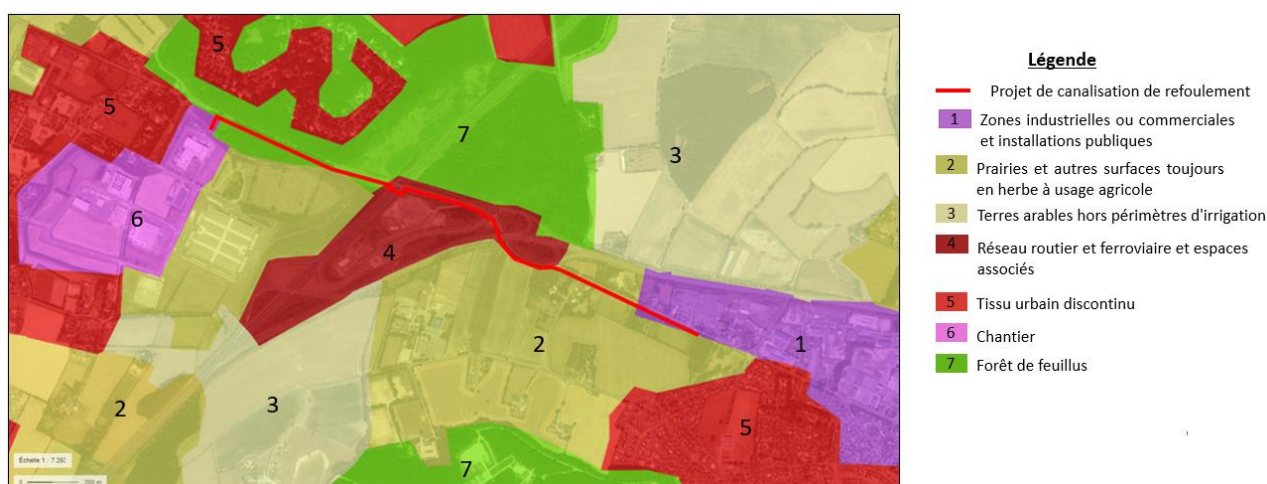 5
5
7
3
6
4
2
1
2
3
5
7
Échelle 1 : 7 26
0 200 m
Légende
Projet de canalisation de refoulement
1 Zones industrielles ou commerciales
et installations publiques
2 Prairies et autres surfaces toujours
en herbe à usage agricole
3 Terres arables hors périmètres d'irrigation
4 Réseau routier et ferroviaire et espaces
associés
5 Tissu urbain discontinu
6 Chantier
7 Forêt de feuillus